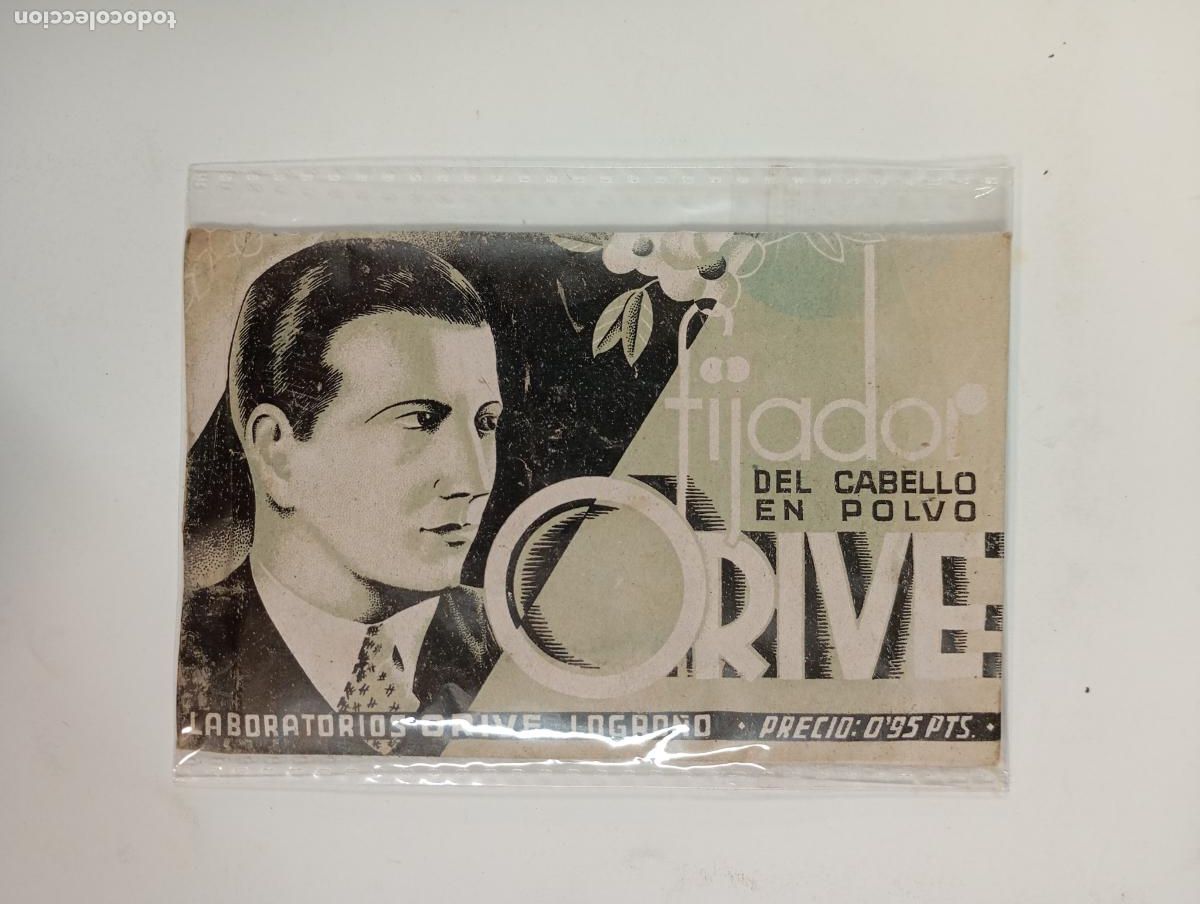 todocoleccion
fijador
DEL CABELLO
EN POLVO
ORIVE
LABORATORIOS ORIVE LOGROÑO · PRECIO: 0'95 PTS. ·